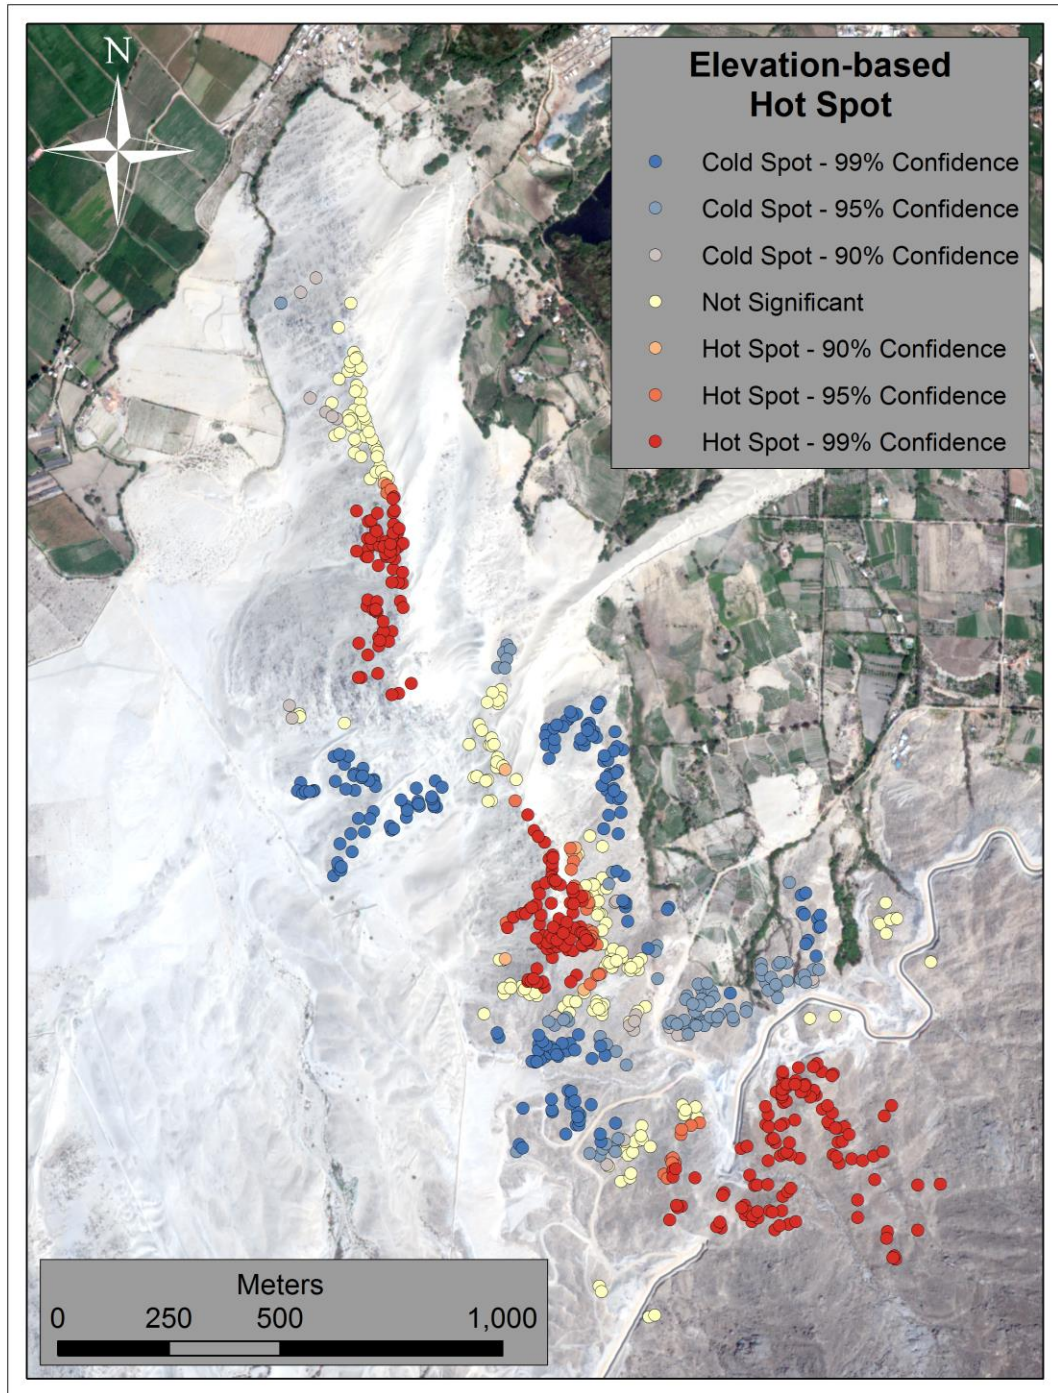 N
Elevation-based
Hot Spot
Cold Spot - 99% Confidence
Cold Spot - 95% Confidence
Cold Spot - 90% Confidence
Not Significant
Hot Spot - 90% Confidence
Hot Spot - 95% Confidence
Hot Spot - 99% Confidence
Meters
0 250 500 1,000